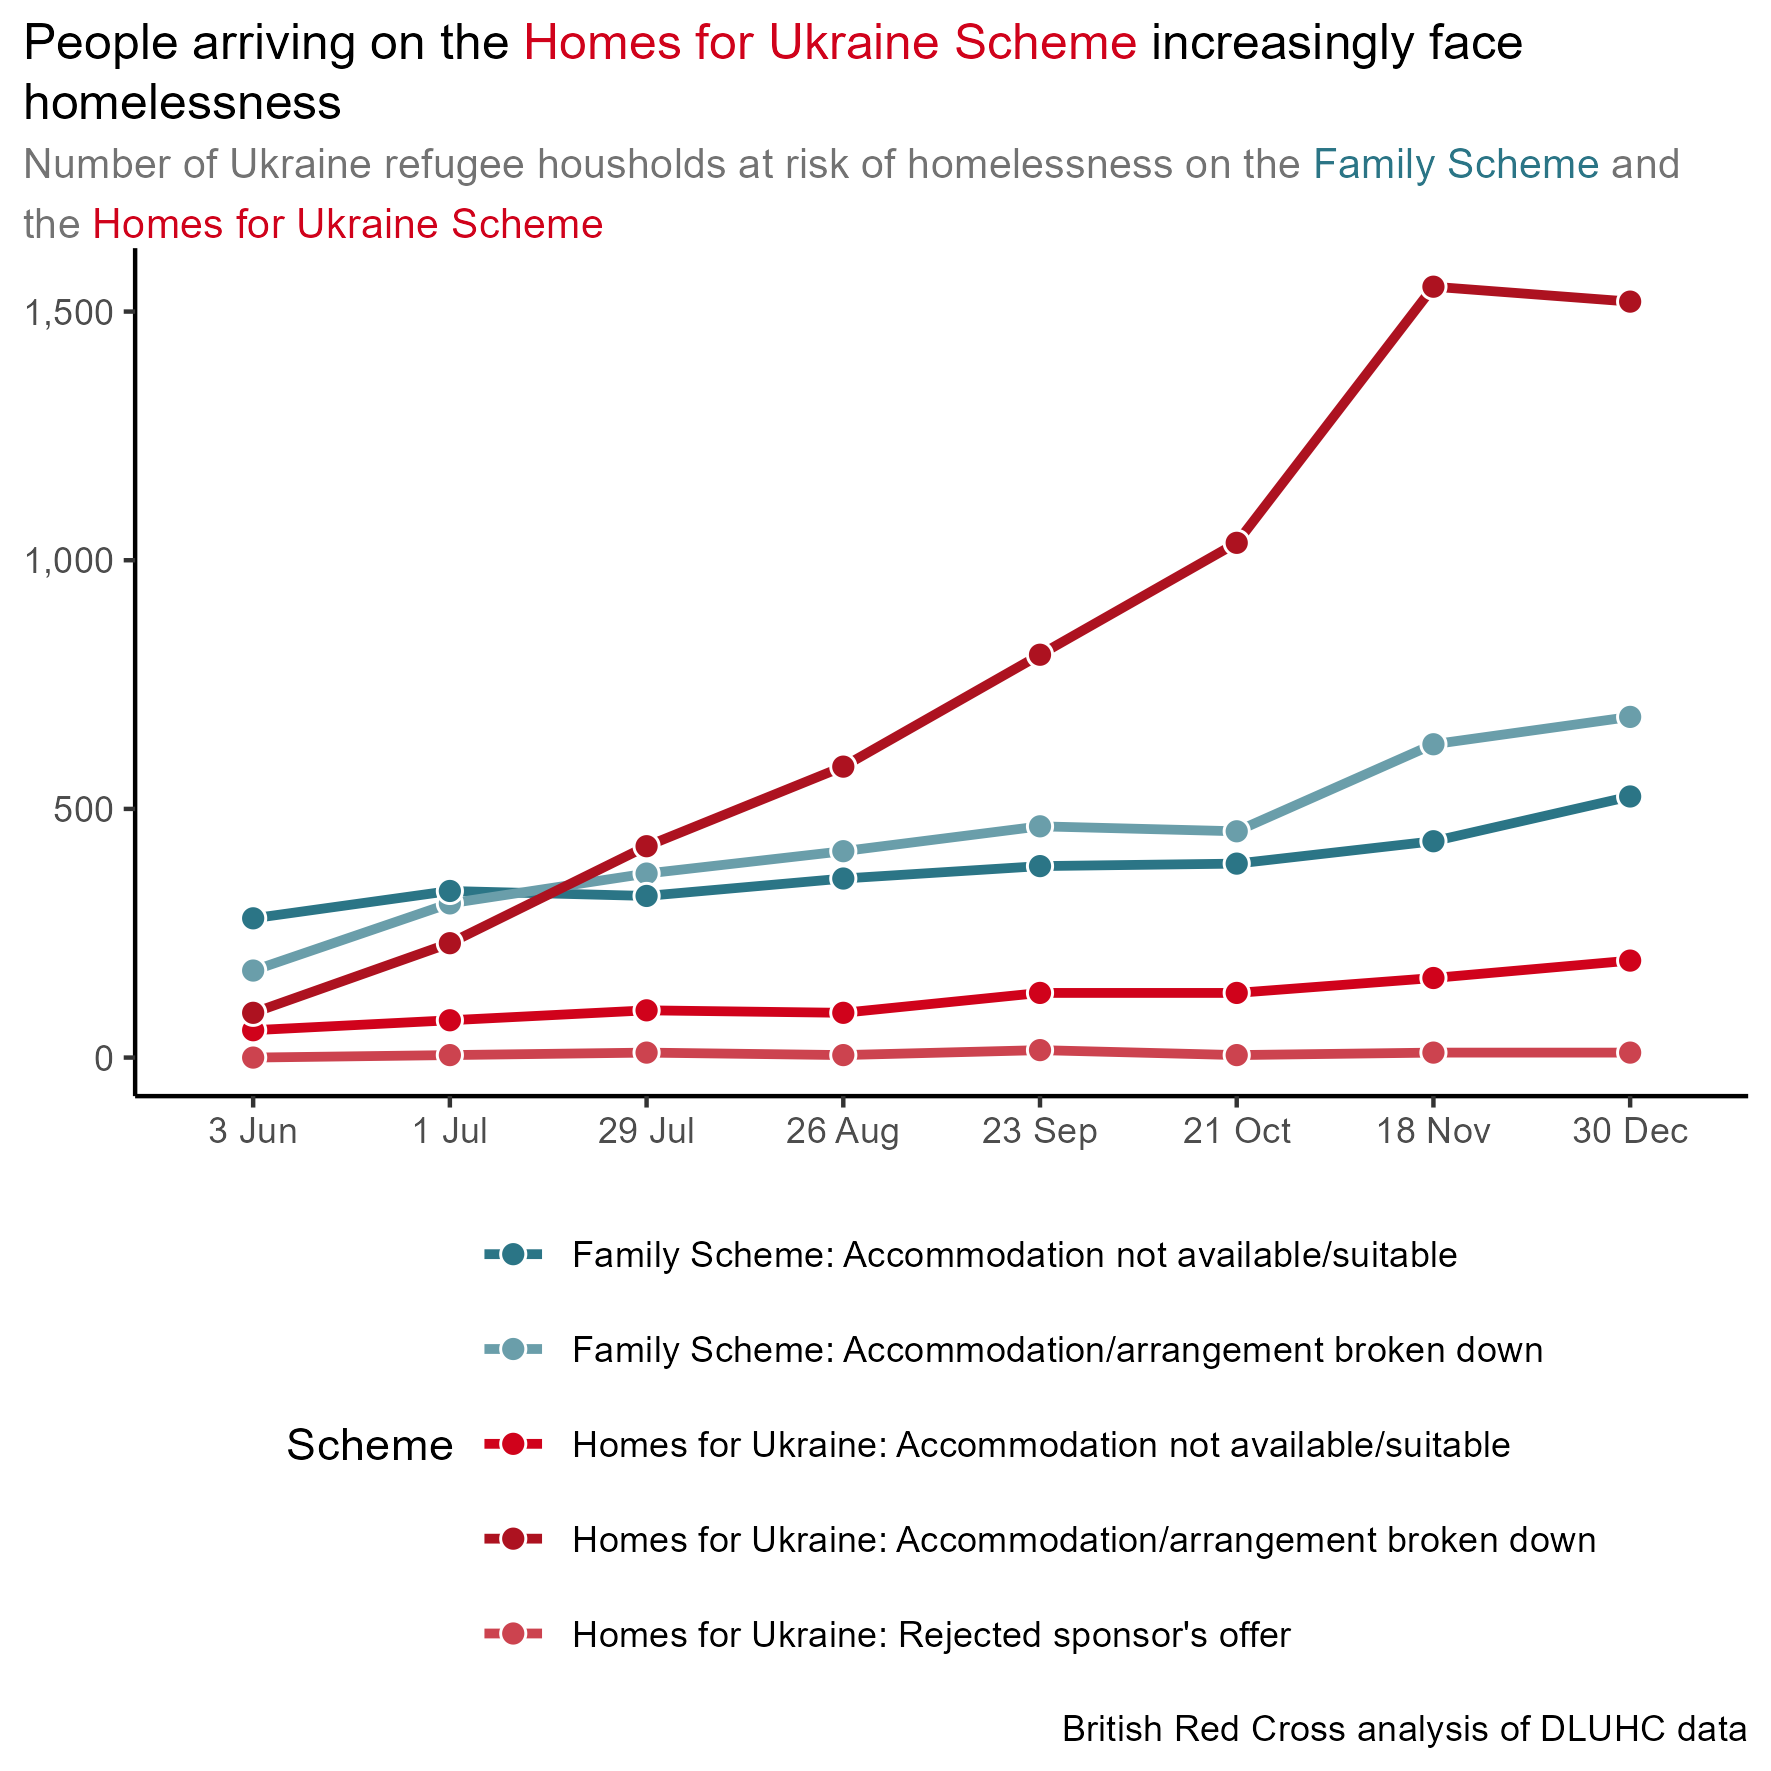 People arriving on the Homes for Ukraine Scheme increasingly face
homelessness
Number of Ukraine refugee housholds at risk of homelessness on the Family Scheme and
the Homes for Ukraine Scheme
1,500
1,000
500
0
3 Jun 1 Jul 29 Jul 26 Aug 23 Sep 21 Oct 18 Nov 30 Dec
Family Scheme: Accommodation not available/suitable
Family Scheme: Accommodation/arrangement broken down
Scheme Homes for Ukraine: Accommodation not available/suitable
Homes for Ukraine: Accommodation/arrangement broken down
Homes for Ukraine: Rejected sponsor's offer
British Red Cross analysis of DLUHC data